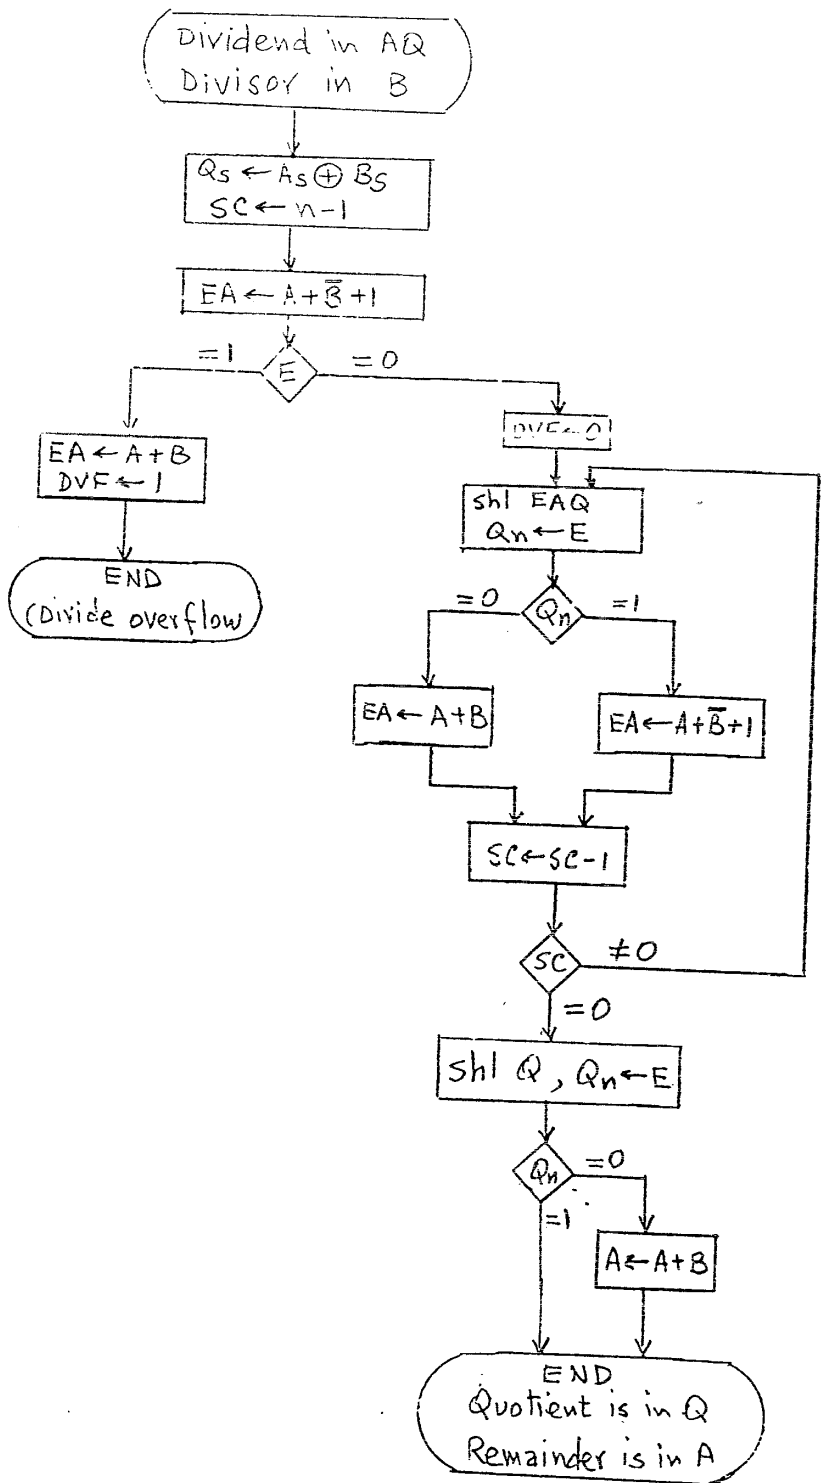 Dividend in AQ
Divisor in B
Qs ← As ⊕ Bs
SC ← n-1
EA ← A + B̅ + 1
E
=1
=0
EA ← A + B
DVF ← 1
END
(Divide overflow
DVF ← 0
shl EAQ
Qn ← E
Qn
=0
=1
EA ← A + B
EA ← A + B̅ + 1
SC ← SC - 1
SC
≠0
=0
shl Q, Qn ← E
Qn
=0
=1
A ← A + B
END
Quotient is in Q
Remainder is in A